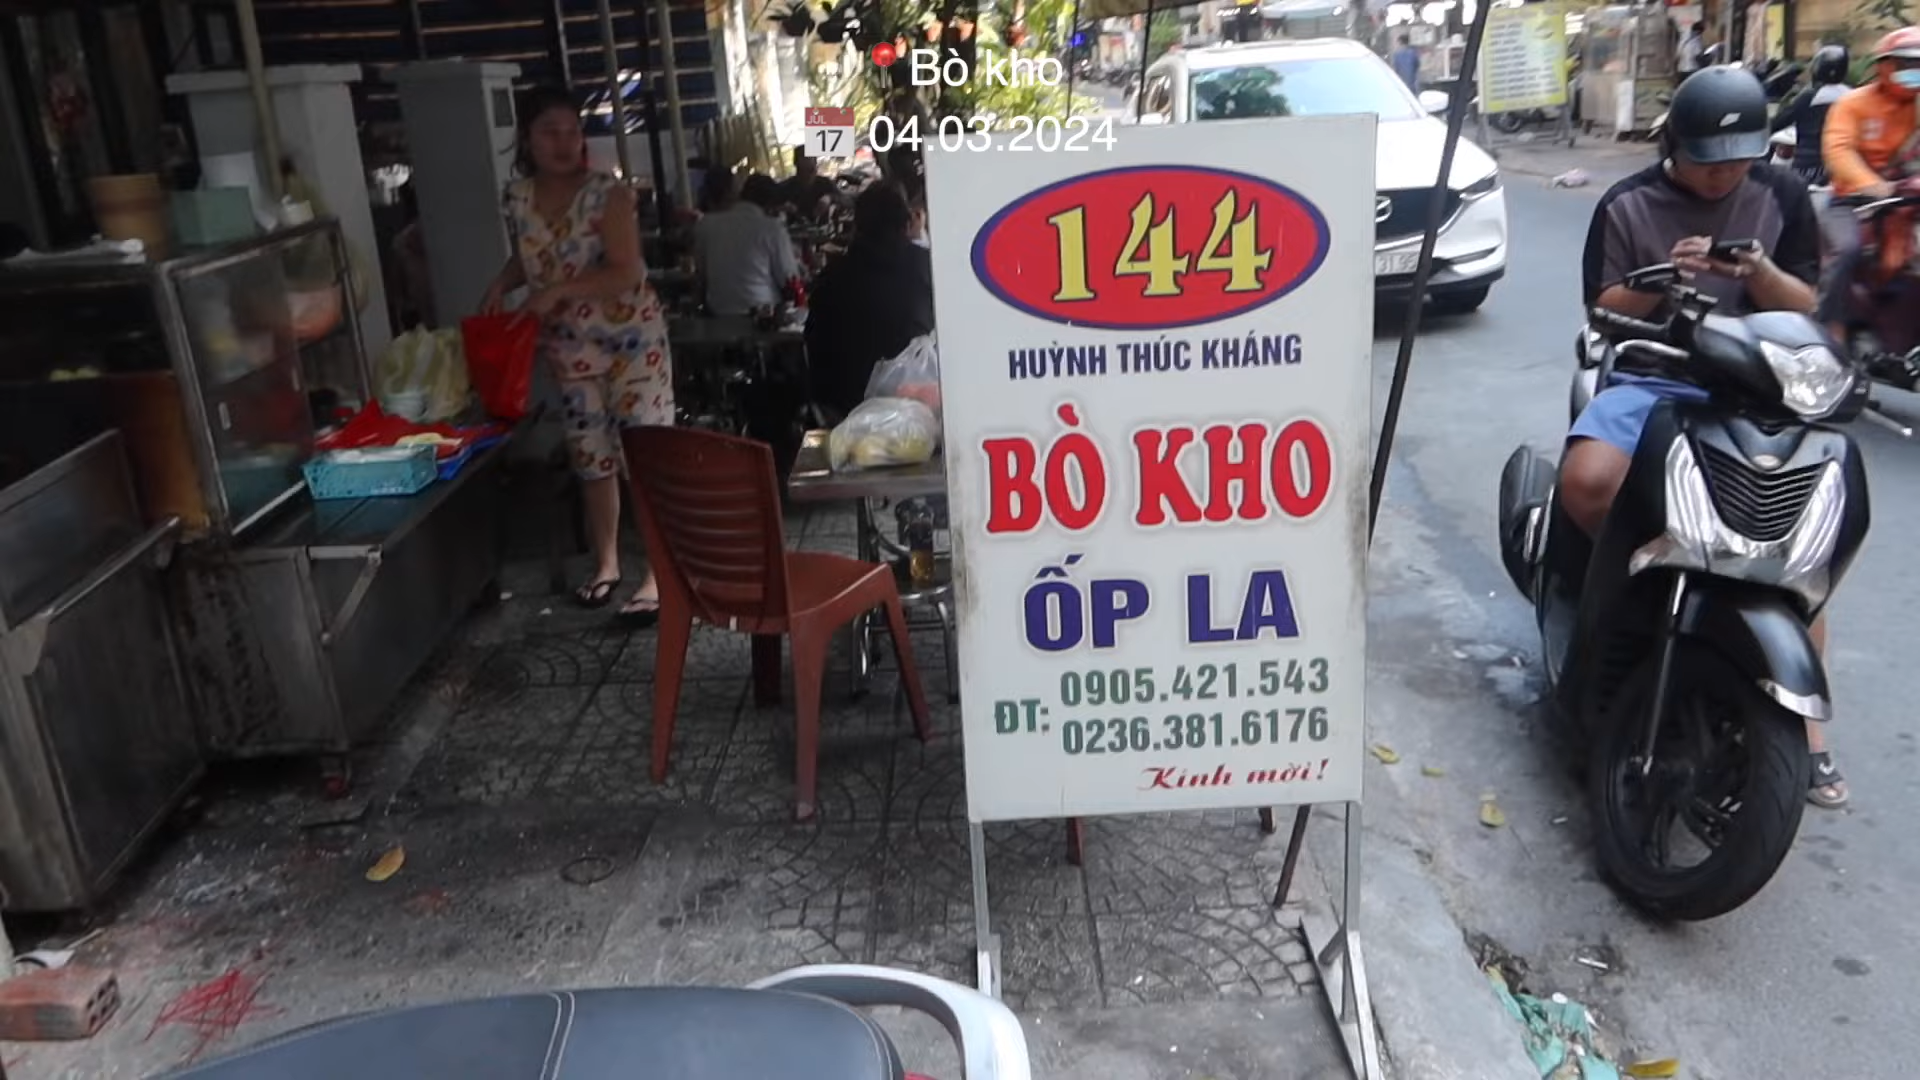 Bò kho
JUL
17
04.03.2024
144
HUỲNH THÚC KHÁNG
BÒ KHO
ỐP LA
ĐT: 0905.421.543
0236.381.6176
Kính mời!